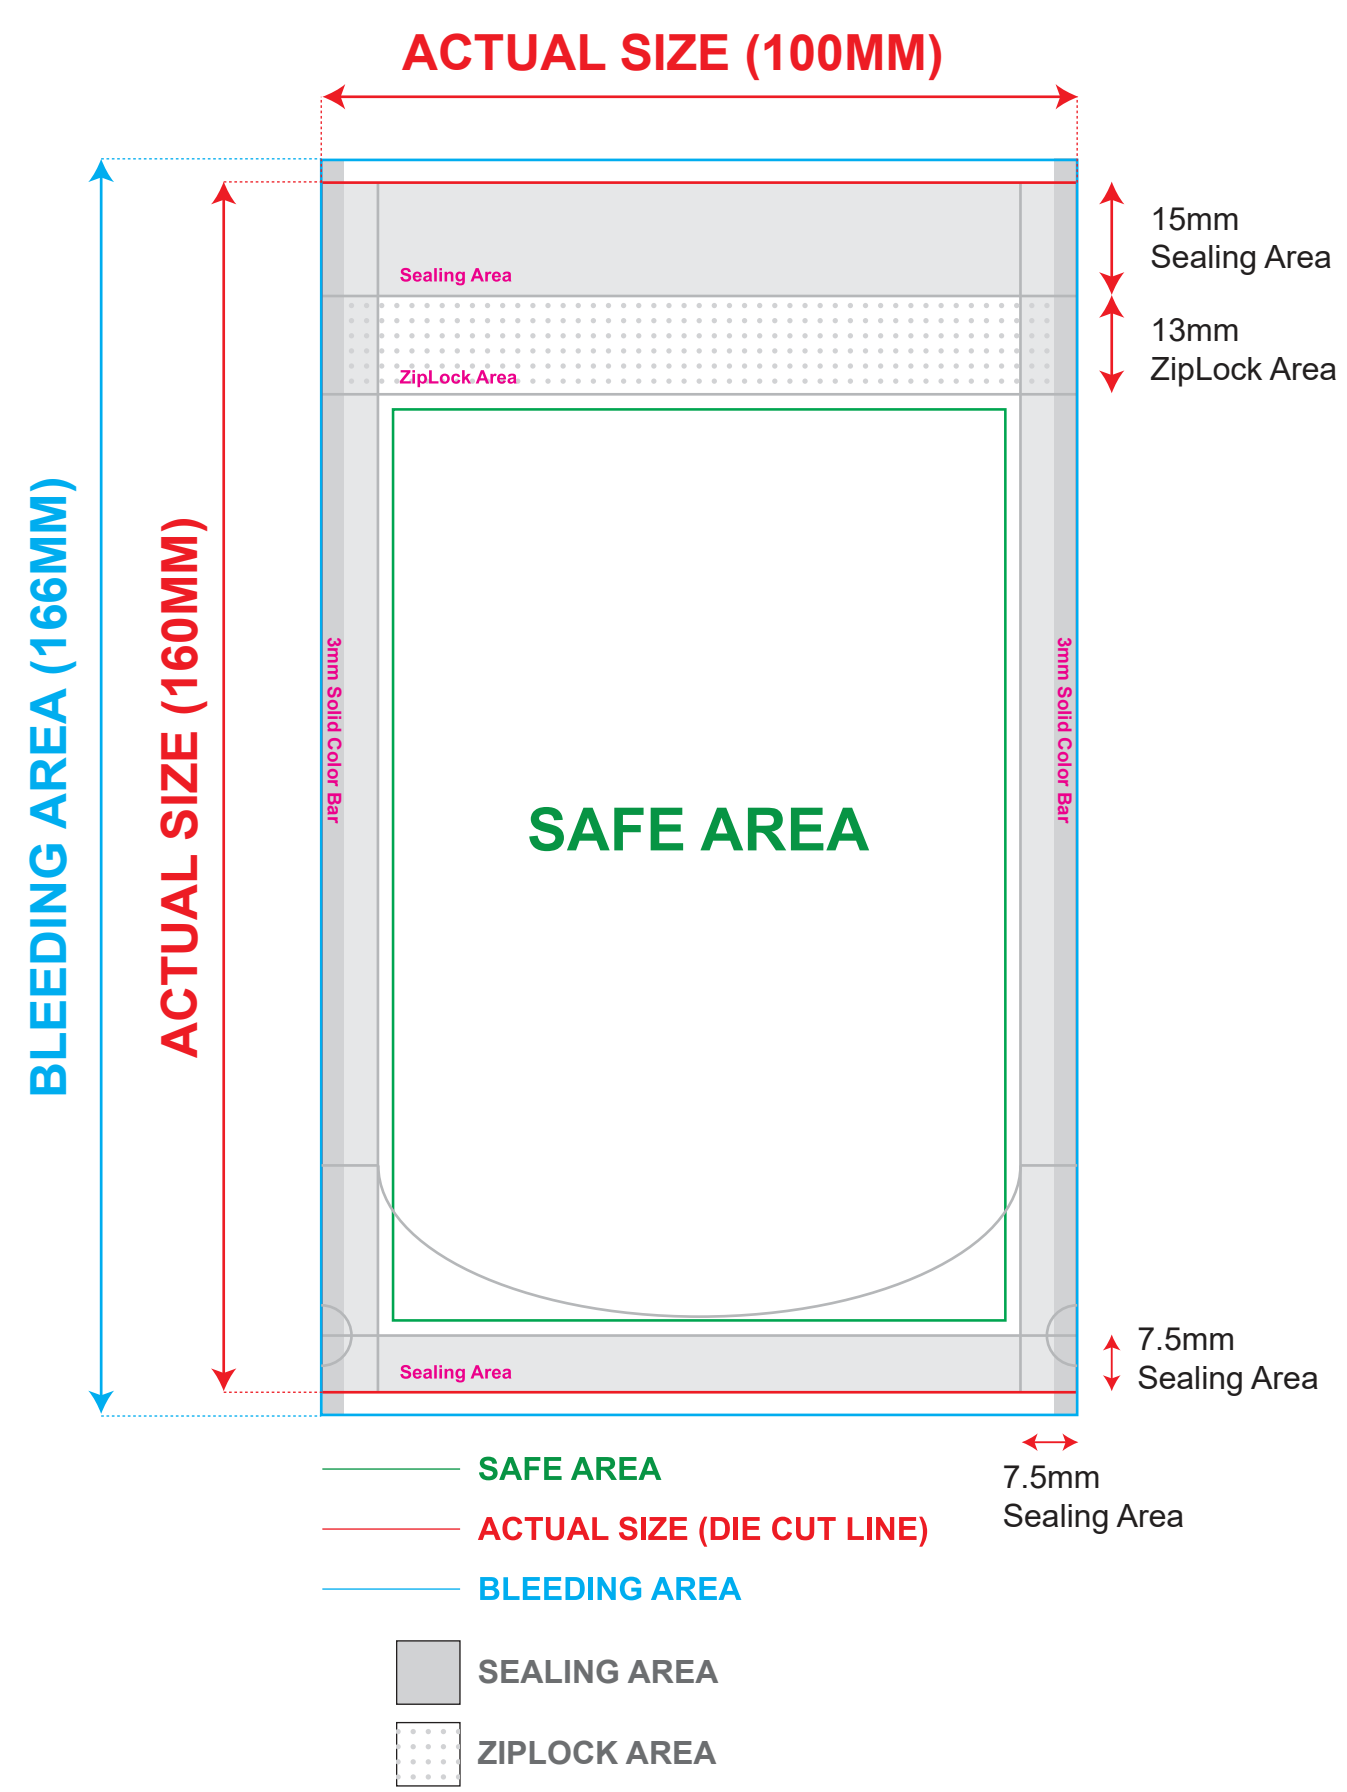 ACTUAL SIZE (100MM)
15mm
Sealing Area
Sealing Area
13mm
ZipLock Area
ZipLock Area
BLEEDING AREA (166MM)
ACTUAL SIZE (160MM)
3mm Solid Color Bar
3mm Solid Color Bar
SAFE AREA
7.5mm
Sealing Area
Sealing Area
7.5mm
Sealing Area
SAFE AREA
ACTUAL SIZE (DIE CUT LINE)
BLEEDING AREA
SEALING AREA
ZIPLOCK AREA